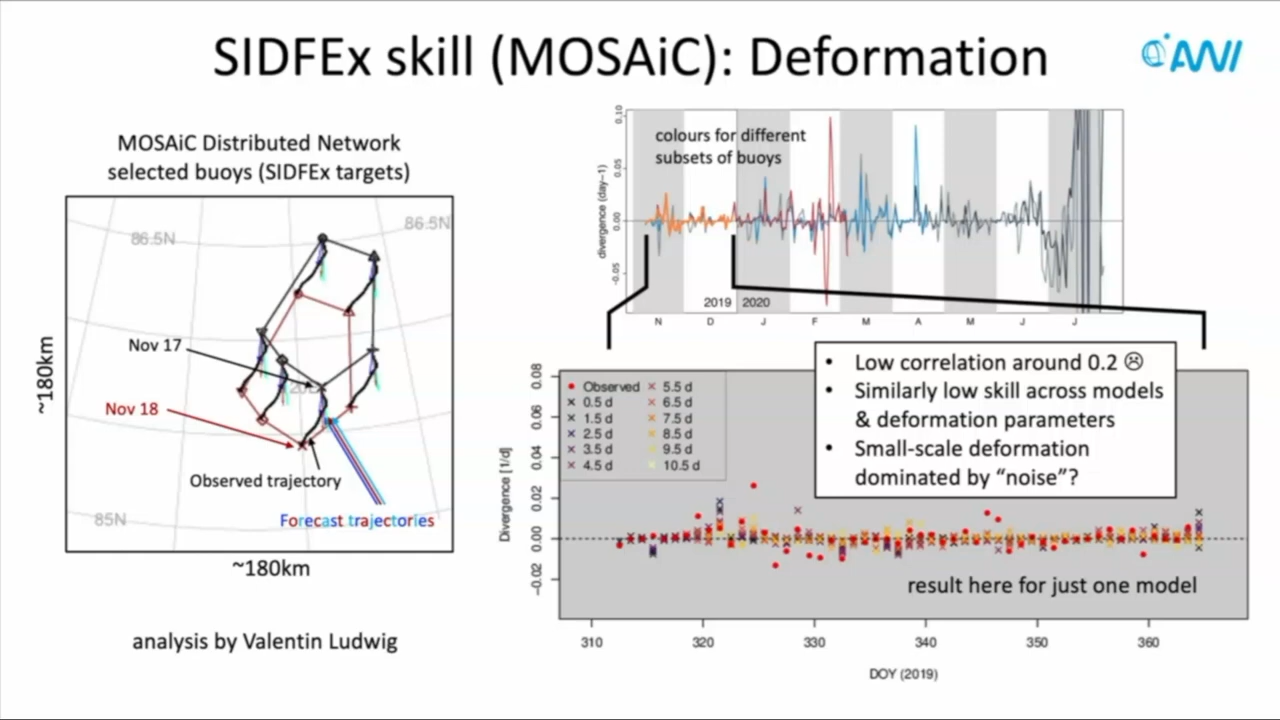 SIDFEx skill (MOSAiC): Deformation
AWI
MOSAiC Distributed Network
selected buoys (SIDFEx targets)
86.5N
86.5N
Nov 17
Nov 18
Observed trajectory
Forecast trajectories
85N
~180km
~180km
analysis by Valentin Ludwig
colours for different
subsets of buoys
divergence (day−1)
0.10
0.05
0.00
−0.05
2019
2020
N
D
J
F
M
A
M
J
J
• Low correlation around 0.2 ☹
• Similarly low skill across models
& deformation parameters
• Small-scale deformation
dominated by “noise”?
Observed
0.5 d
1.5 d
2.5 d
3.5 d
4.5 d
5.5 d
6.5 d
7.5 d
8.5 d
9.5 d
10.5 d
Divergence [1/d]
0.08
0.06
0.04
0.02
0.00
−0.02
result here for just one model
310
320
330
340
350
360
DOY (2019)